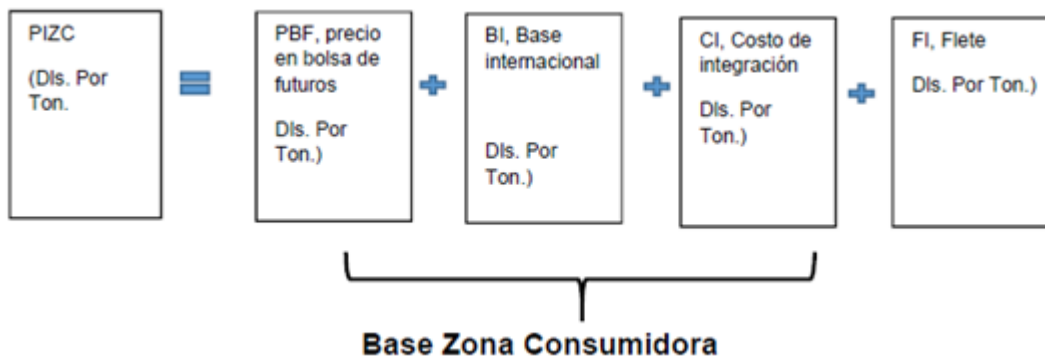 PIZC
(Dls. Por
Ton.
PBF, precio
en bolsa de
futuros
Dls. Por
Ton.)
BI, Base
internacional
Dls. Por
Ton.)
CI, Costo de
integración
Dls. Por
Ton.)
FI, Flete
Dls. Por Ton.)
Base Zona Consumidora